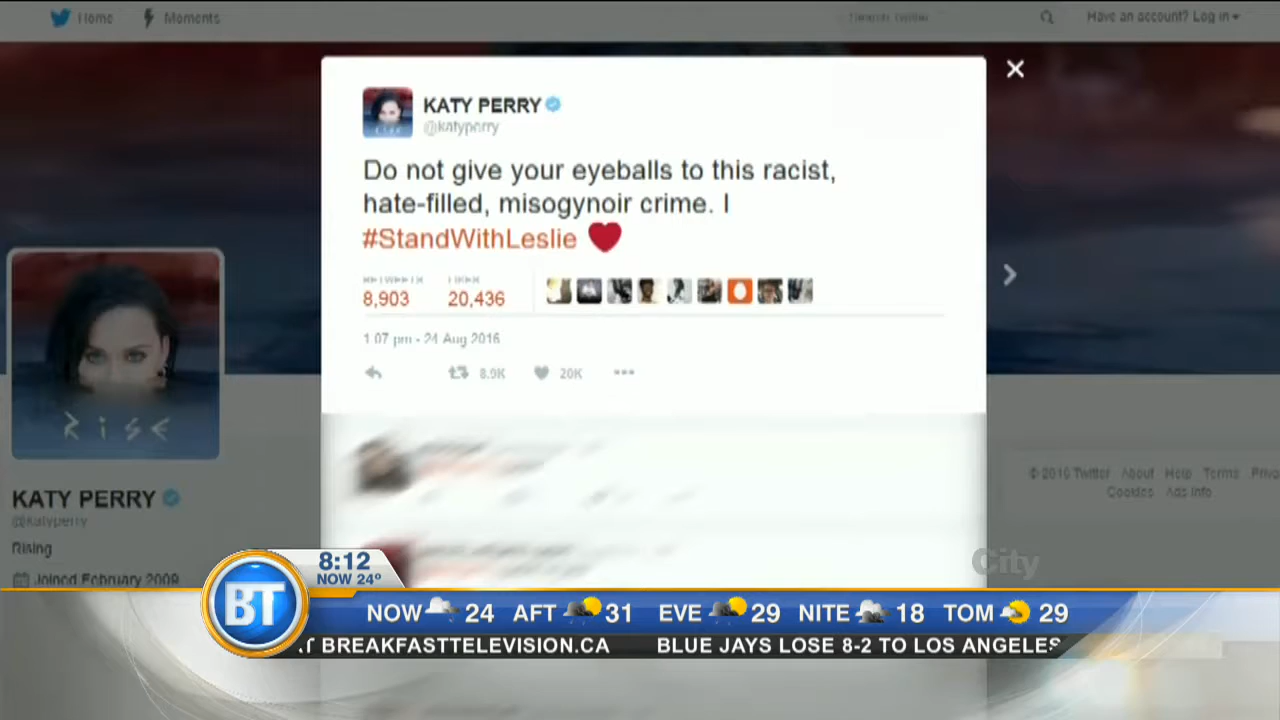 Home
Moments
Have an account? Log in
KATY PERRY
@katyperry
Do not give your eyeballs to this racist,
hate-filled, misogynoir crime. I
#StandWithLeslie ❤
RETWEETS
LIKES
8,903
20,436
1:07 pm - 24 Aug 2016
8.9K
20K
•••
RISE
KATY PERRY
@katyperry
Rising
Joined February 2009
© 2016 Twitter About Help Terms
Cookies Ads info
City
8:12
NOW 24°
BT
NOW 24 AFT 31 EVE 29 NITE 18 TOM 29
BREAKFASTTELEVISION.CA BLUE JAYS LOSE 8-2 TO LOS ANGELES